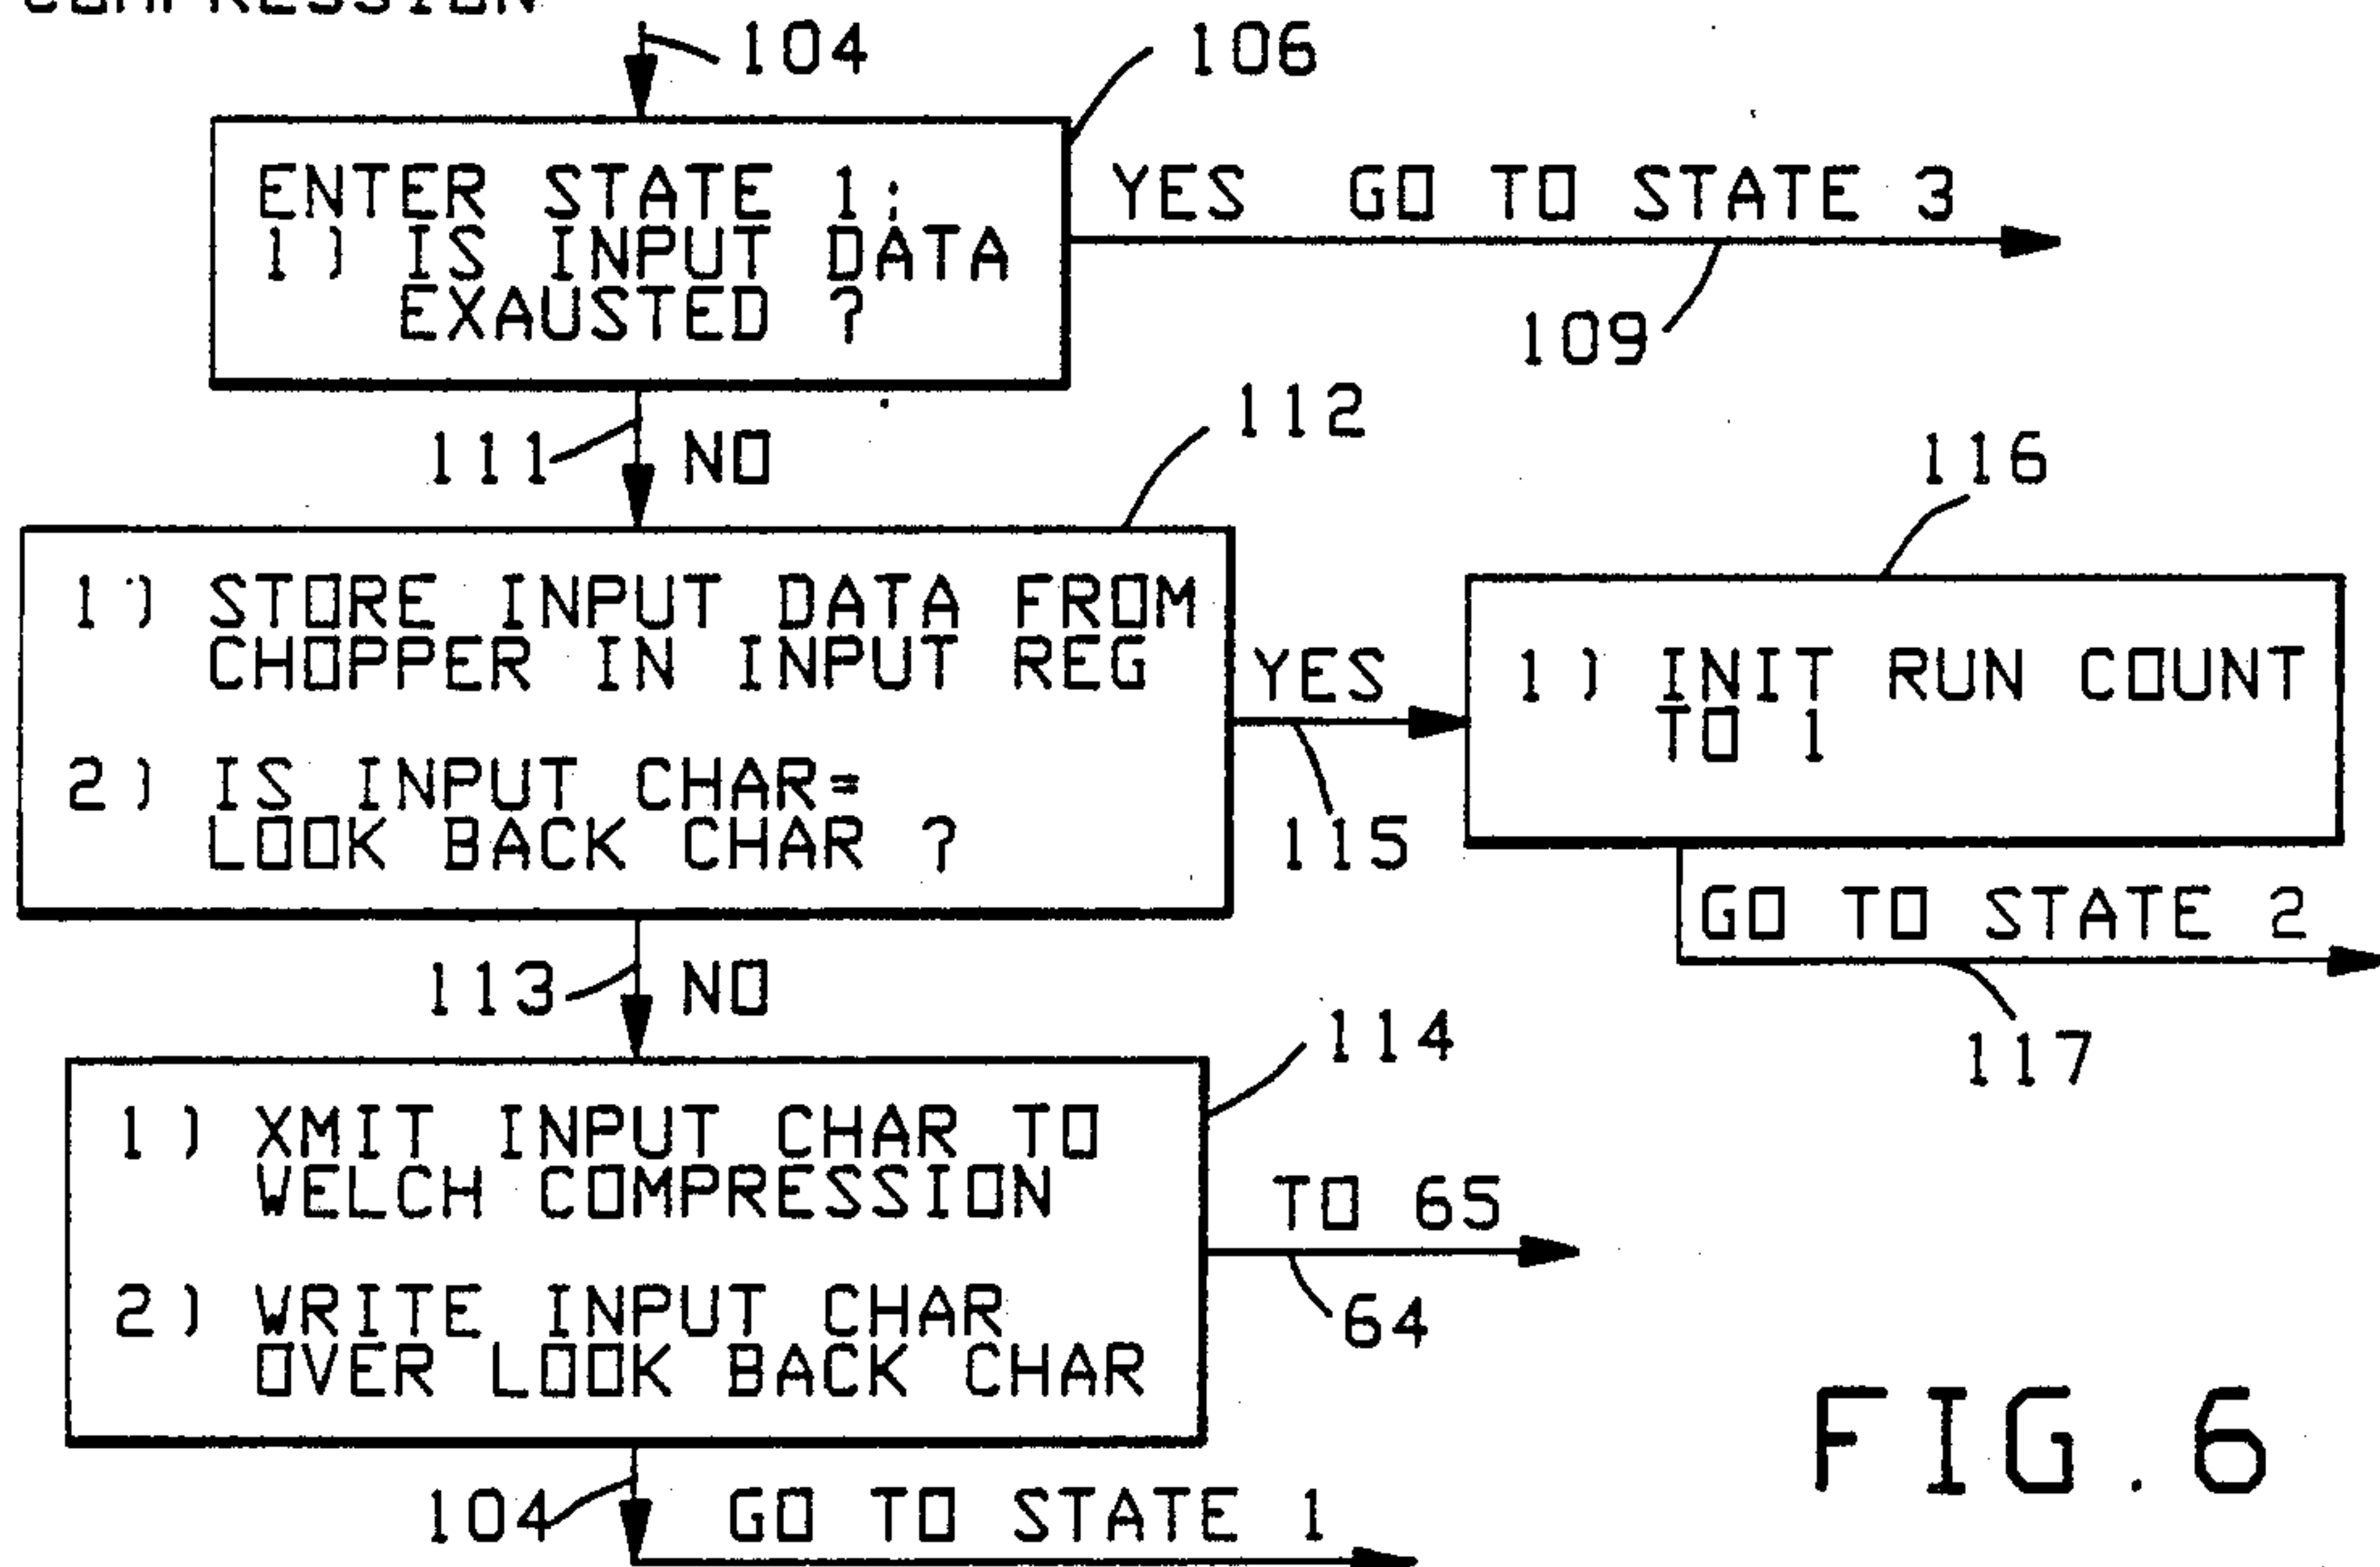 COMPRESSION
104
106
ENTER STATE 1;
1) IS INPUT DATA
EXAUSTED ?
YES GO TO STATE 3
109
111
NO
112
116
1) STORE INPUT DATA FROM
CHOPPER IN INPUT REG
2) IS INPUT CHAR=
LOOK BACK CHAR ?
YES
115
1) INIT RUN COUNT
TO 1
GO TO STATE 2
117
113
NO
114
1) XMIT INPUT CHAR TO
WELCH COMPRESSION
2) WRITE INPUT CHAR
OVER LOOK BACK CHAR
TO 65
64
104
GO TO STATE 1
FIG.6